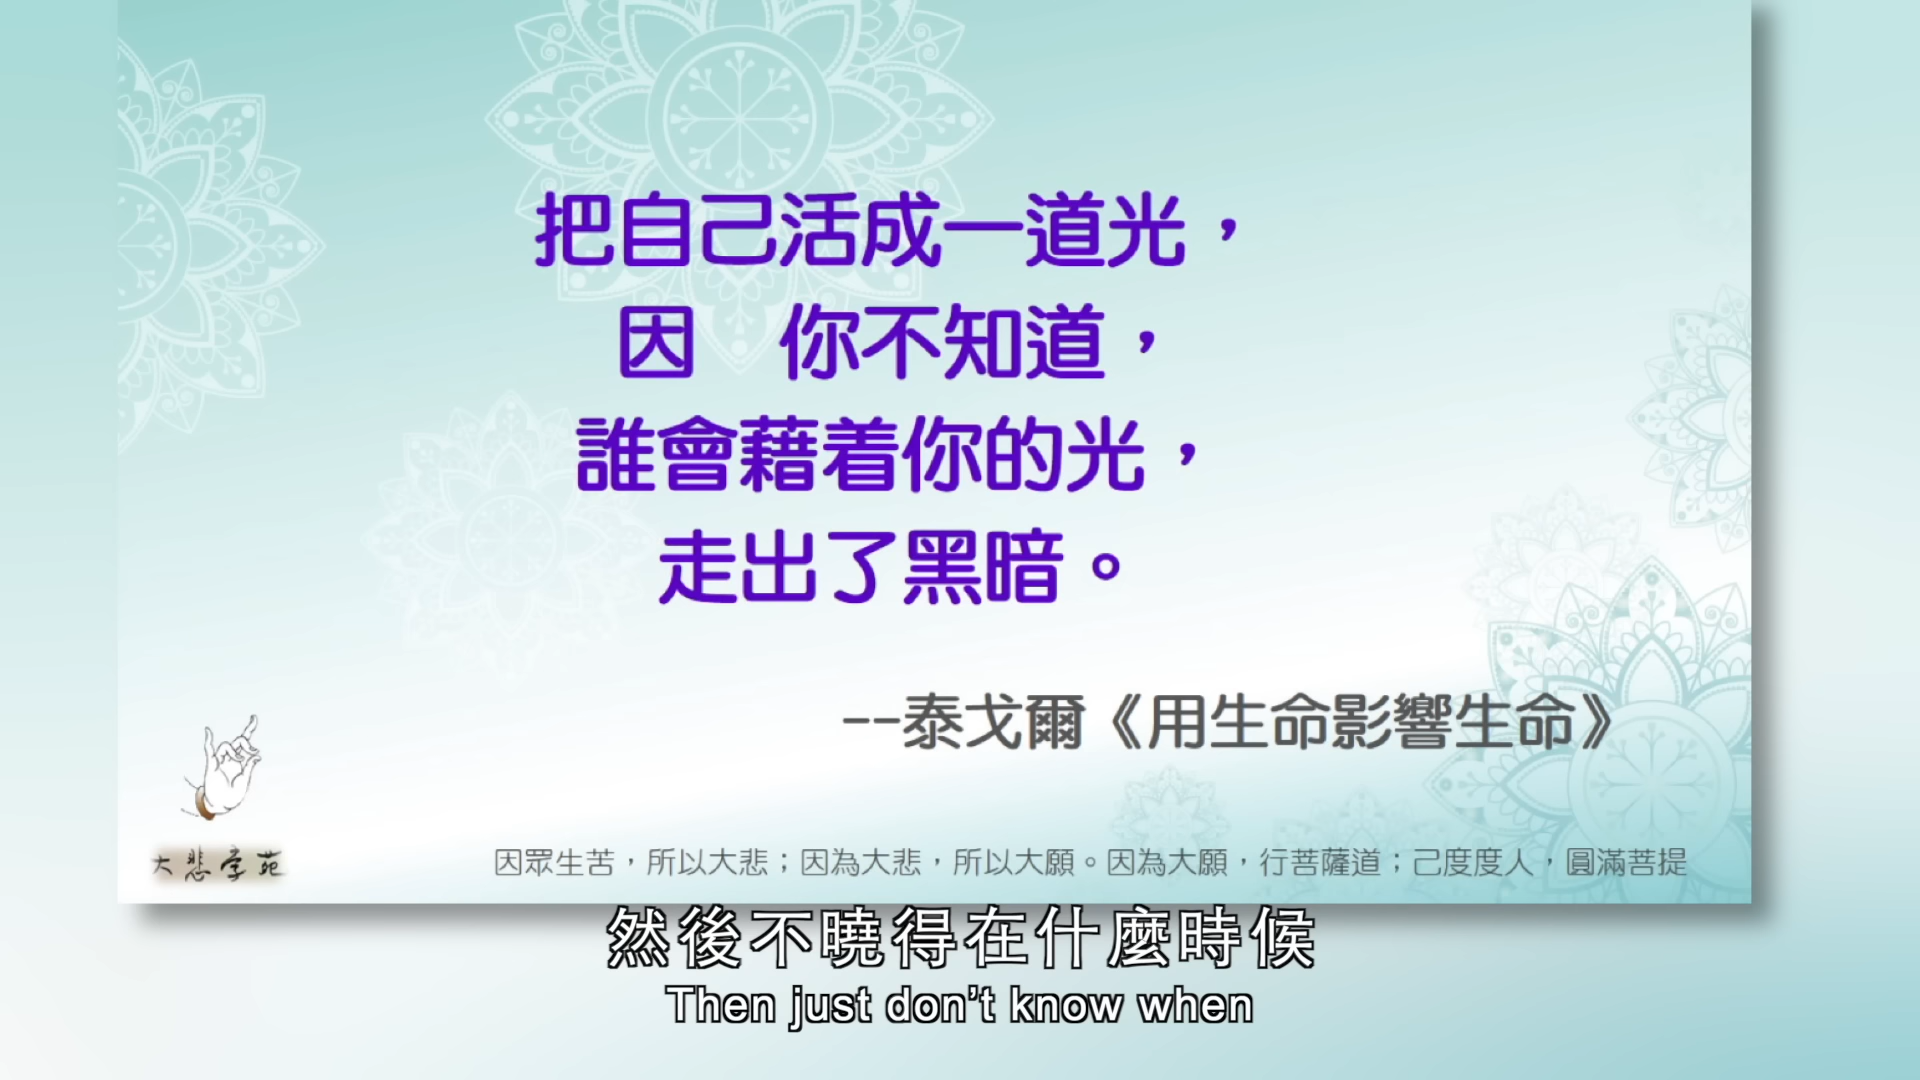 把自己活成一道光，
因　你不知道，
誰會藉着你的光，
走出了黑暗。
--泰戈爾《用生命影響生命》
大悲学苑
因眾生苦，所以大悲；因為大悲，所以大願。因為大願，行菩薩道；己度度人，圓滿菩提
然後不曉得在什麼時候
Then just don't know when